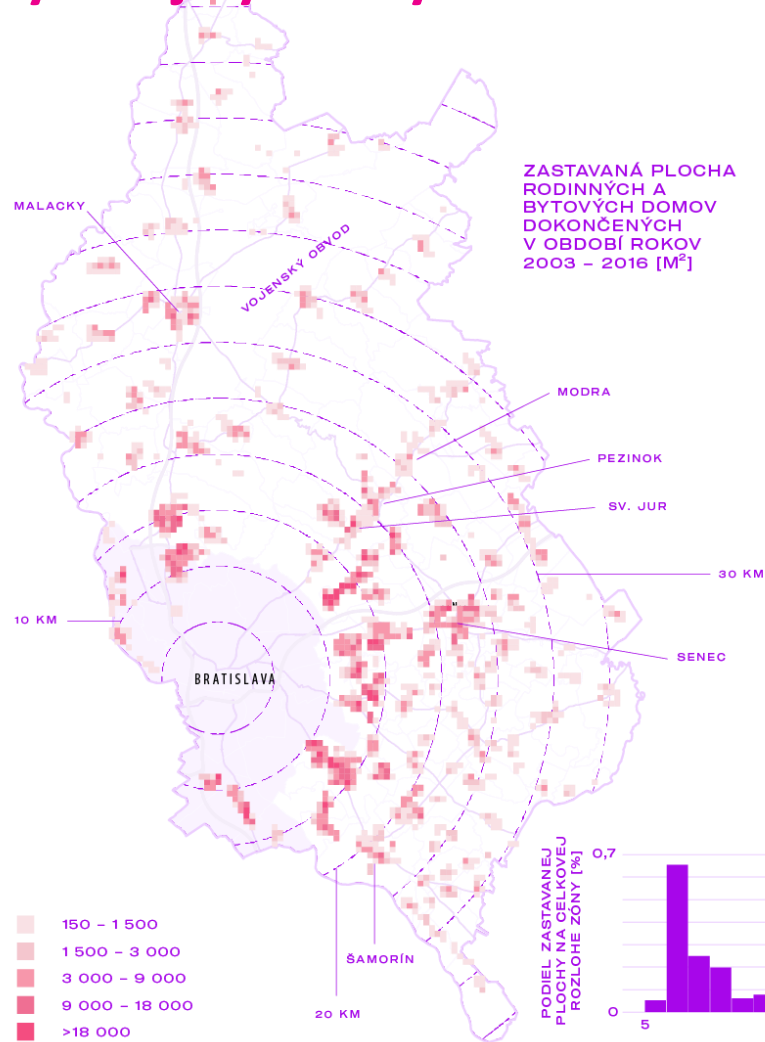 ZASTAVANÁ PLOCHA
RODINNÝCH A
BYTOVÝCH DOMOV
DOKONČENÝCH
V OBDOBÍ ROKOV
2003 – 2016 [M²]
MALACKY
VOJENSKÝ OBVOD
MODRA
PEZINOK
SV. JUR
30 KM
10 KM
SENEC
BRATISLAVA
ŠAMORÍN
20 KM
150 – 1 500
1 500 – 3 000
3 000 – 9 000
9 000 – 18 000
>18 000
PODIEL ZASTAVANEJ
PLOCHY NA CELKOVEJ
ROZLOHE ZÓNY [%]
0,7
0
5